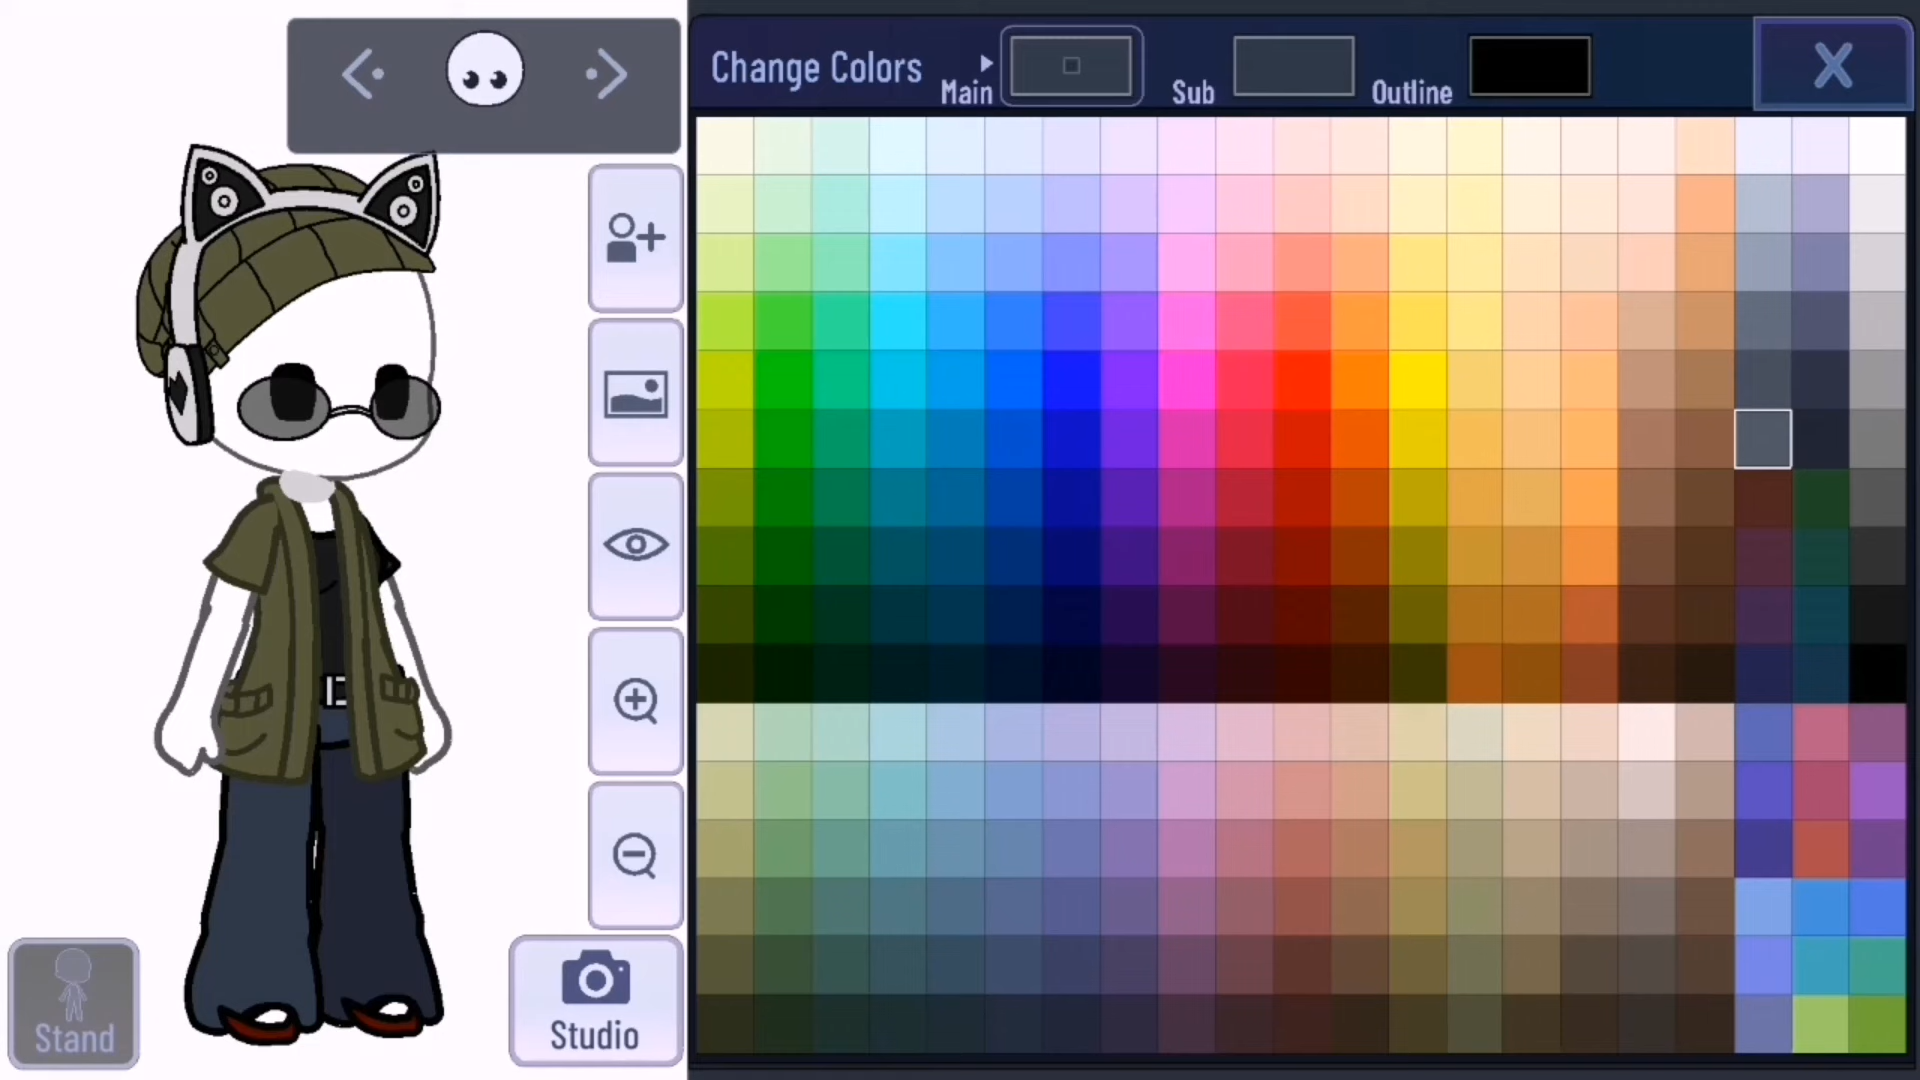 Change Colors
Main
Sub
Outline
X
Stand
Studio